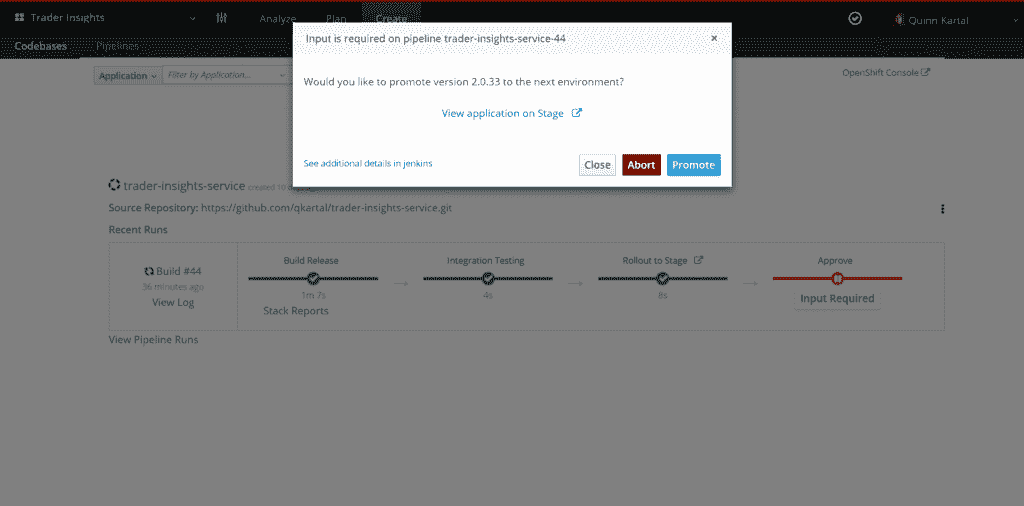 Trader Insights
Analyze Plan Create
Quinn Kartal
Codebases Pipelines
Input is required on pipeline trader-insights-service-44 ×
Application Filter by Application...
OpenShift Console
Would you like to promote version 2.0.33 to the next environment?
View application on Stage
See additional details in jenkins
Close Abort Promote
trader-insights-service created 10
Source Repository: https://github.com/qkartal/trader-insights-service.git
Recent Runs
Build Release Integration Testing Rollout to Stage Approve
Build #44
36 minutes ago
1m 7s 4s 8s Input Required
View Log
Stack Reports
View Pipeline Runs